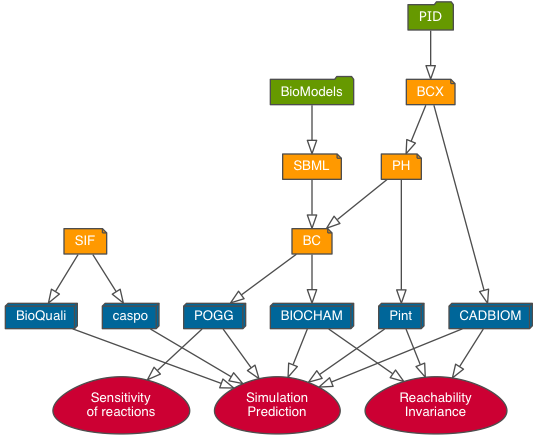 PID
BioModels
BCX
SBML
PH
SIF
BC
BioQuali
caspo
POGG
BIOCHAM
Pint
CADBIOM
Sensitivity
of reactions
Simulation
Prediction
Reachability
Invariance